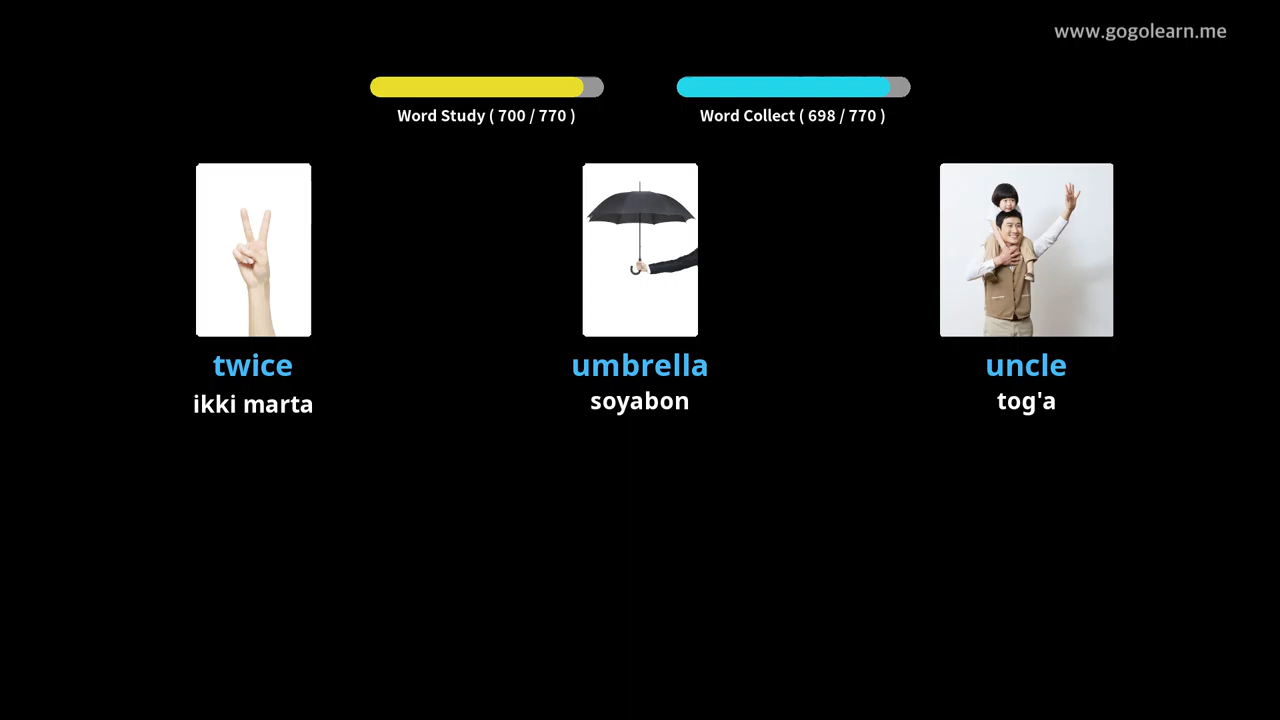 www.gogolearn.me
Word Study ( 700 / 770 )
Word Collect ( 698 / 770 )
twice
ikki marta
umbrella
soyabon
uncle
tog'a